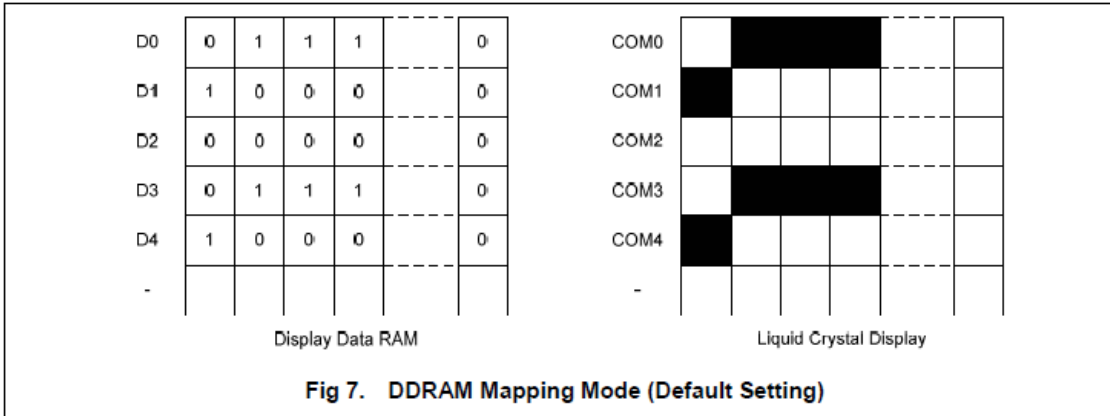 D0 0 1 1 1 0 COM0
D1 1 0 0 0 0 COM1
D2 0 0 0 0 0 COM2
D3 0 1 1 1 0 COM3
D4 1 0 0 0 0 COM4
- -
Display Data RAM Liquid Crystal Display
Fig 7. DDRAM Mapping Mode (Default Setting)